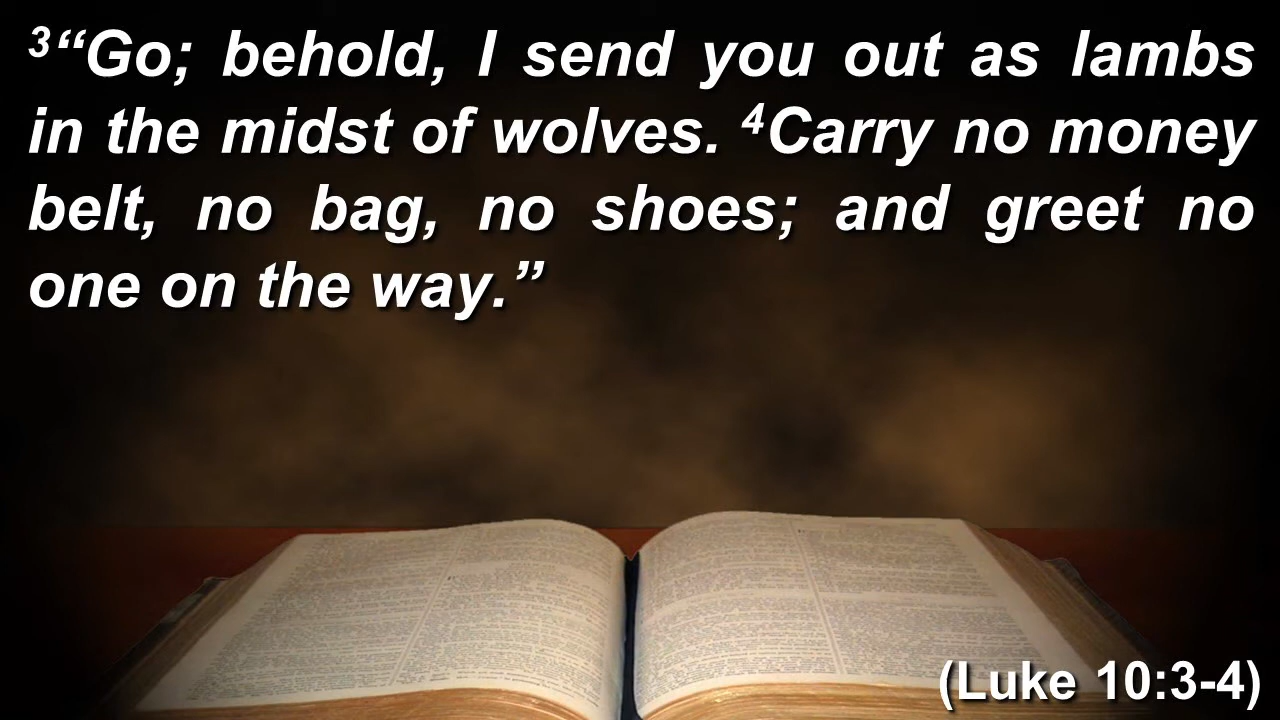 ³“Go; behold, I send you out as lambs
in the midst of wolves. ⁴Carry no money
belt, no bag, no shoes; and greet no
one on the way.”
(Luke 10:3-4)